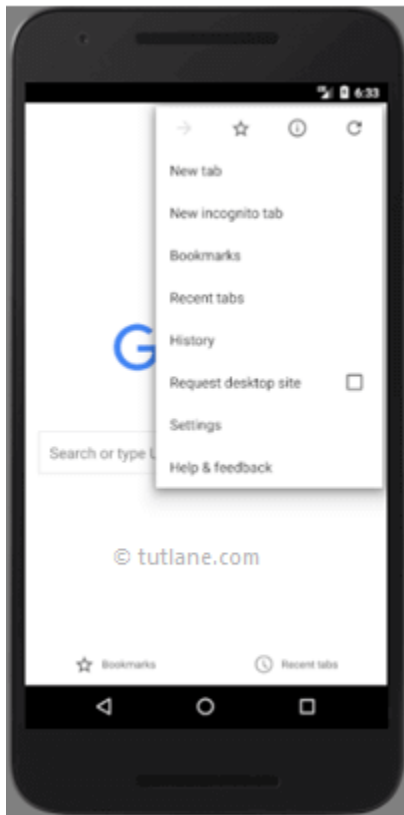 6:33
New tab
New incognito tab
Bookmarks
Recent tabs
History
Request desktop site
Settings
Help & feedback
G
Search or type U
© tutlane.com
Bookmarks
Recent tabs